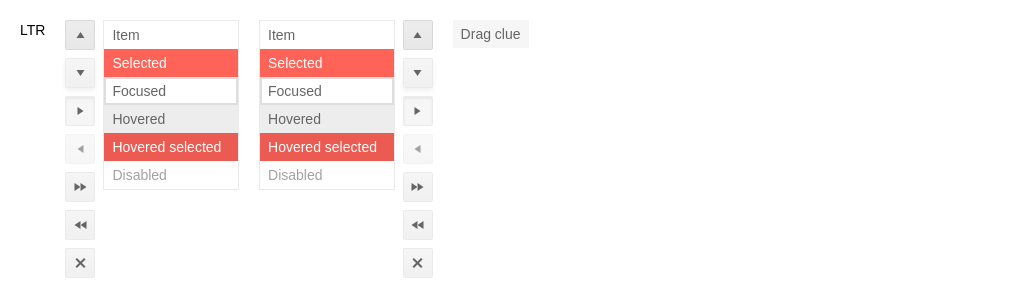 LTR
Item
Selected
Focused
Hovered
Hovered selected
Disabled
Item
Selected
Focused
Hovered
Hovered selected
Disabled
Drag clue